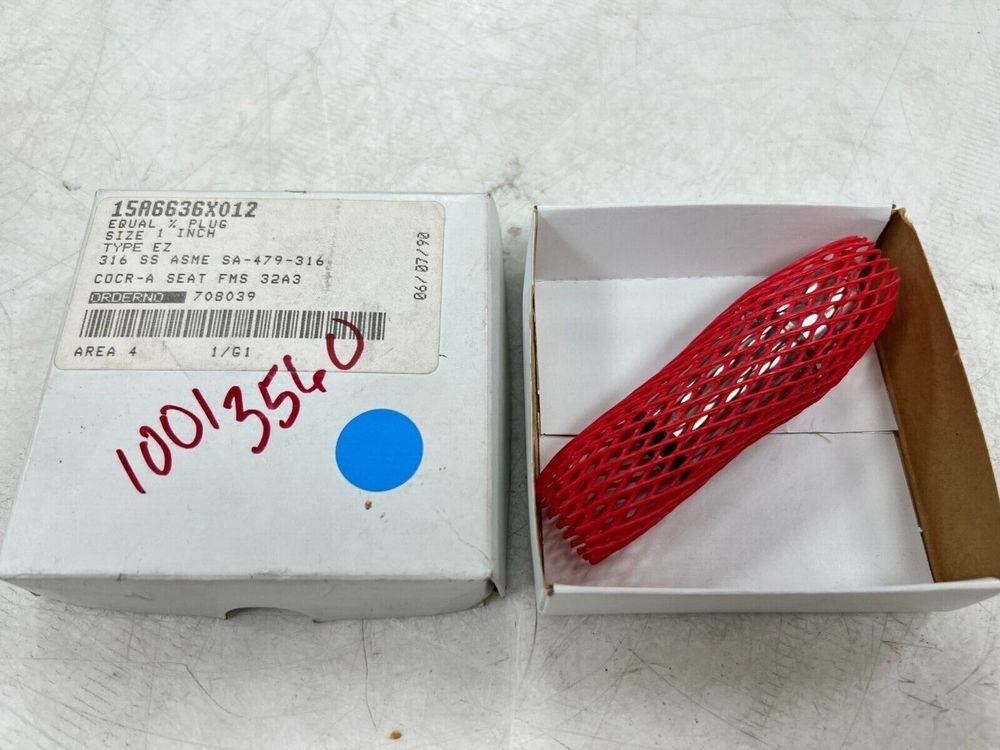 15A6636X012
EQUAL % PLUG
SIZE 1 INCH
TYPE EZ
316 SS ASME SA-479-316
COCR-A SEAT FMS 32A3
ORDERNO 708039
AREA 4 1/G1
06/07/90
10013560